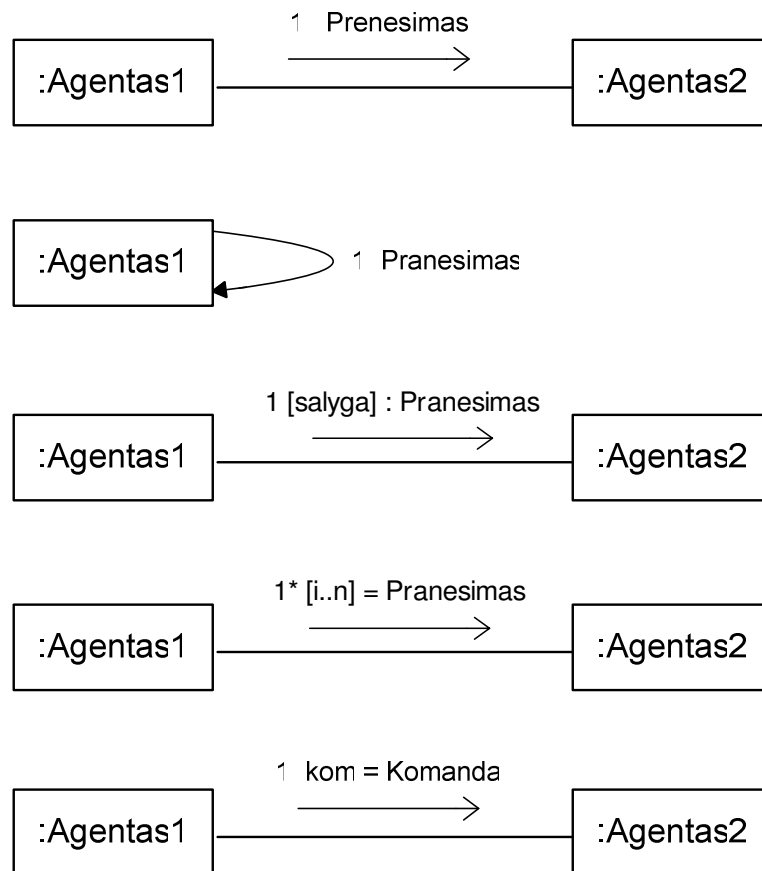 1 Prenesimas
:Agentas1
:Agentas2
:Agentas1
1 Pranesimas
1 [salyga] : Pranesimas
:Agentas1
:Agentas2
1* [i..n] = Pranesimas
:Agentas1
:Agentas2
1 kom = Komanda
:Agentas1
:Agentas2